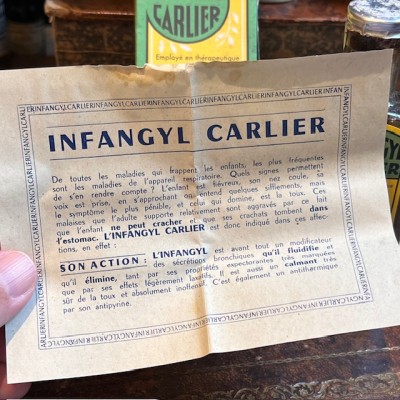 CARLIER
Employé en thérapeutique
INFANGYL CARLIER
De toutes les maladies qui frappent les enfants, les plus fréquentes
sont les maladies de l'appareil respiratoire. Quels signes permettent
de s'en rendre compte ? L'enfant est fiévreux, son nez coule, sa
voix est prise, en s'approchant on entend quelques sifflements, mais
le symptôme le plus pénible, et celui qui domine, est la toux. Ces
malaises que l'adulte supporte relativement sont aggravés par ce fait
que l'enfant ne peut cracher et que ses crachats tombent dans
l'estomac. L'INFANGYL CARLIER est donc indiqué dans ces affec-
tions, en effet :
SON ACTION : L'INFANGYL est avant tout un modificateur
des sécrétions bronchiques qu'il fluidifie et
qu'il élimine, tant par ses propriétés expectorantes très marquées
que par ses effets légèrement laxatifs. Il est aussi un calmant très
sûr de la toux et absolument inoffensif. C'est également un antithermique
par son antipyrine.